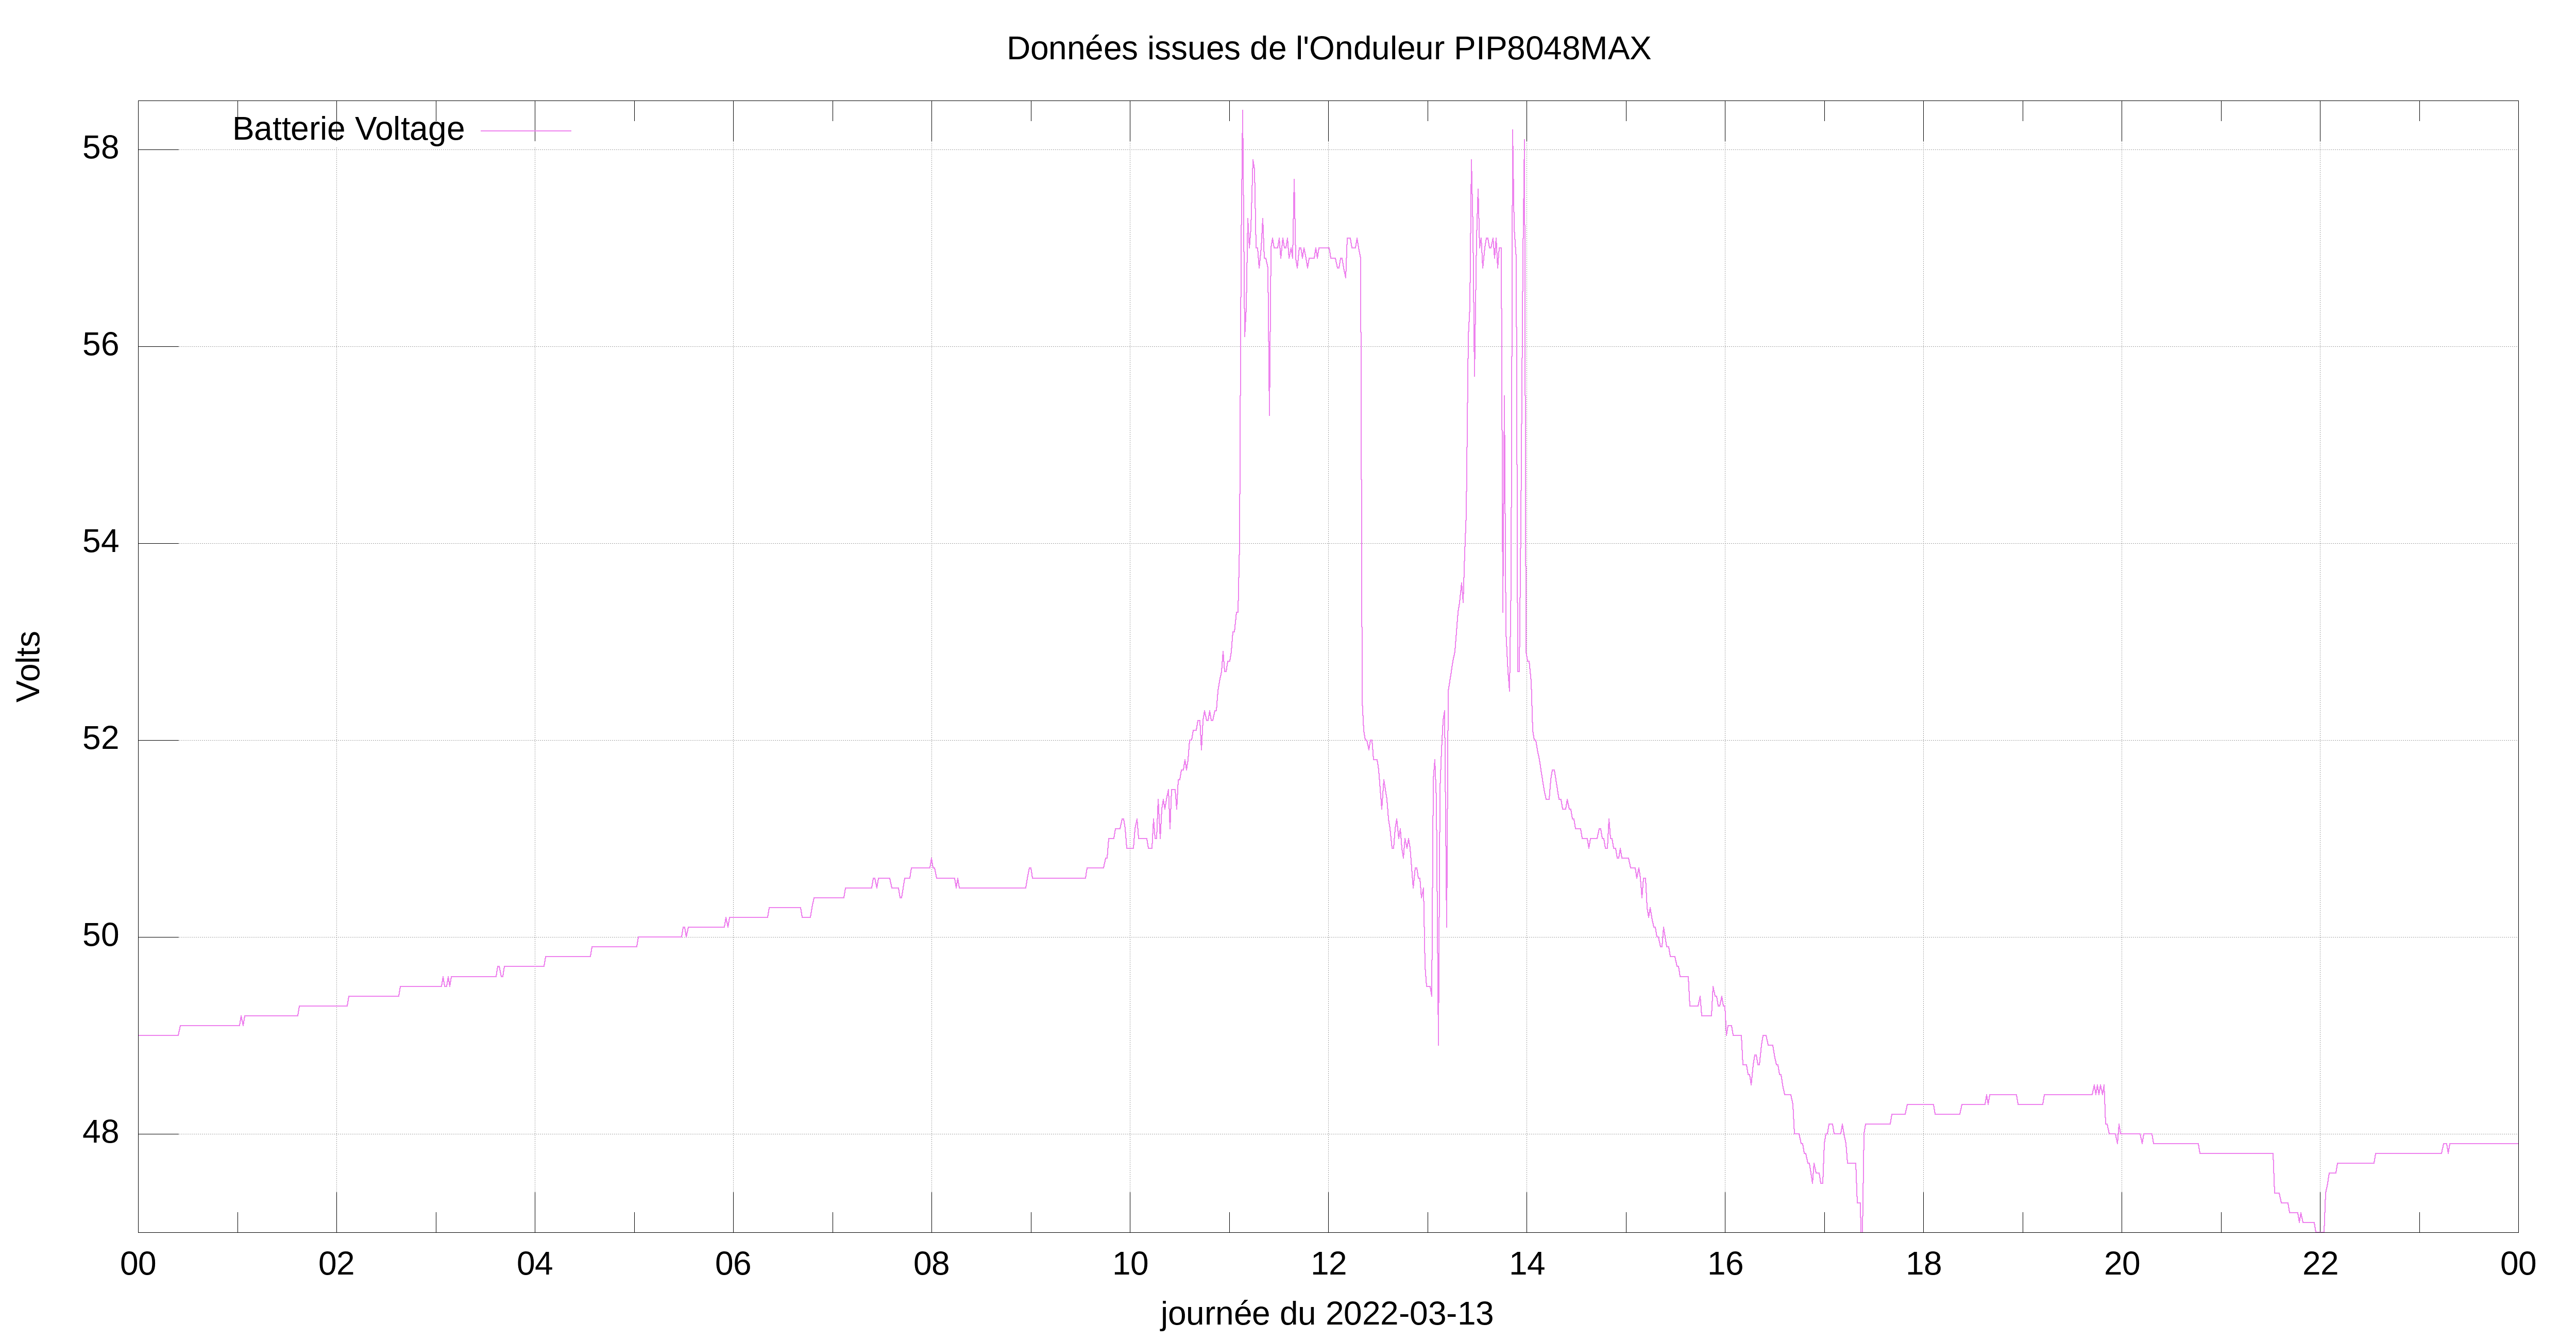 Données issues de l'Onduleur PIP8048MAX
Batterie Voltage
58
56
54
52
50
48
Volts
00 02 04 06 08 10 12 14 16 18 20 22 00
journée du 2022-03-13